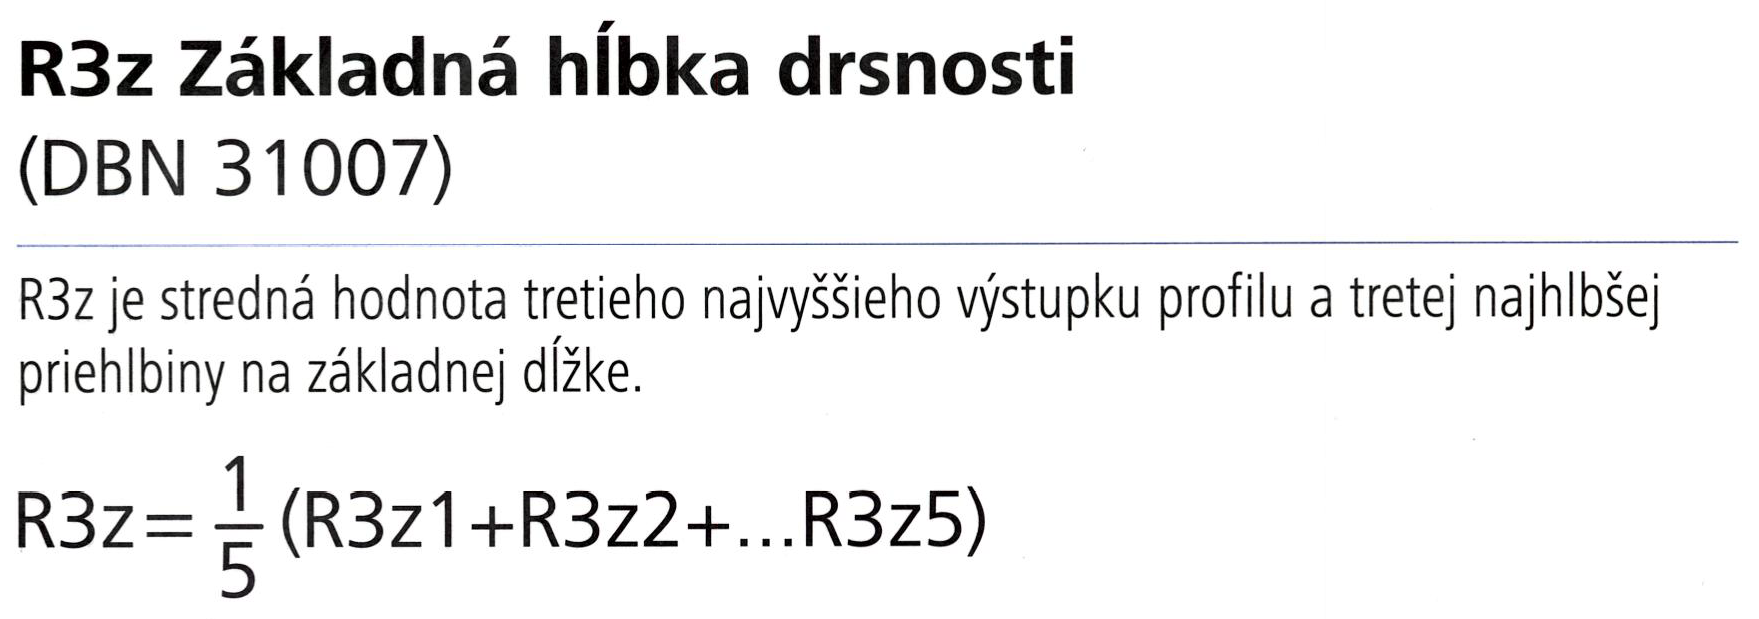 R3z Základná hĺbka drsnosti
(DBN 31007)
R3z je stredná hodnota tretieho najvyššieho výstupku profilu a tretej najhlbšej
priehlbiny na základnej dĺžke.
R3z=1/5(R3z1+R3z2+...R3z5)